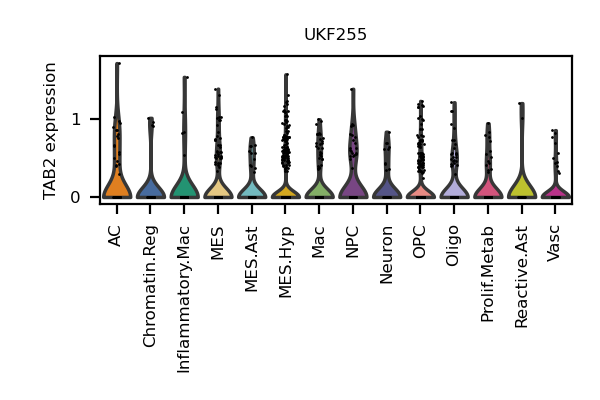 UKF255
TAB2 expression
1
0
AC
Chromatin.Reg
Inflammatory.Mac
MES
MES.Ast
MES.Hyp
Mac
NPC
Neuron
OPC
Oligo
Prolif.Metab
Reactive.Ast
Vasc